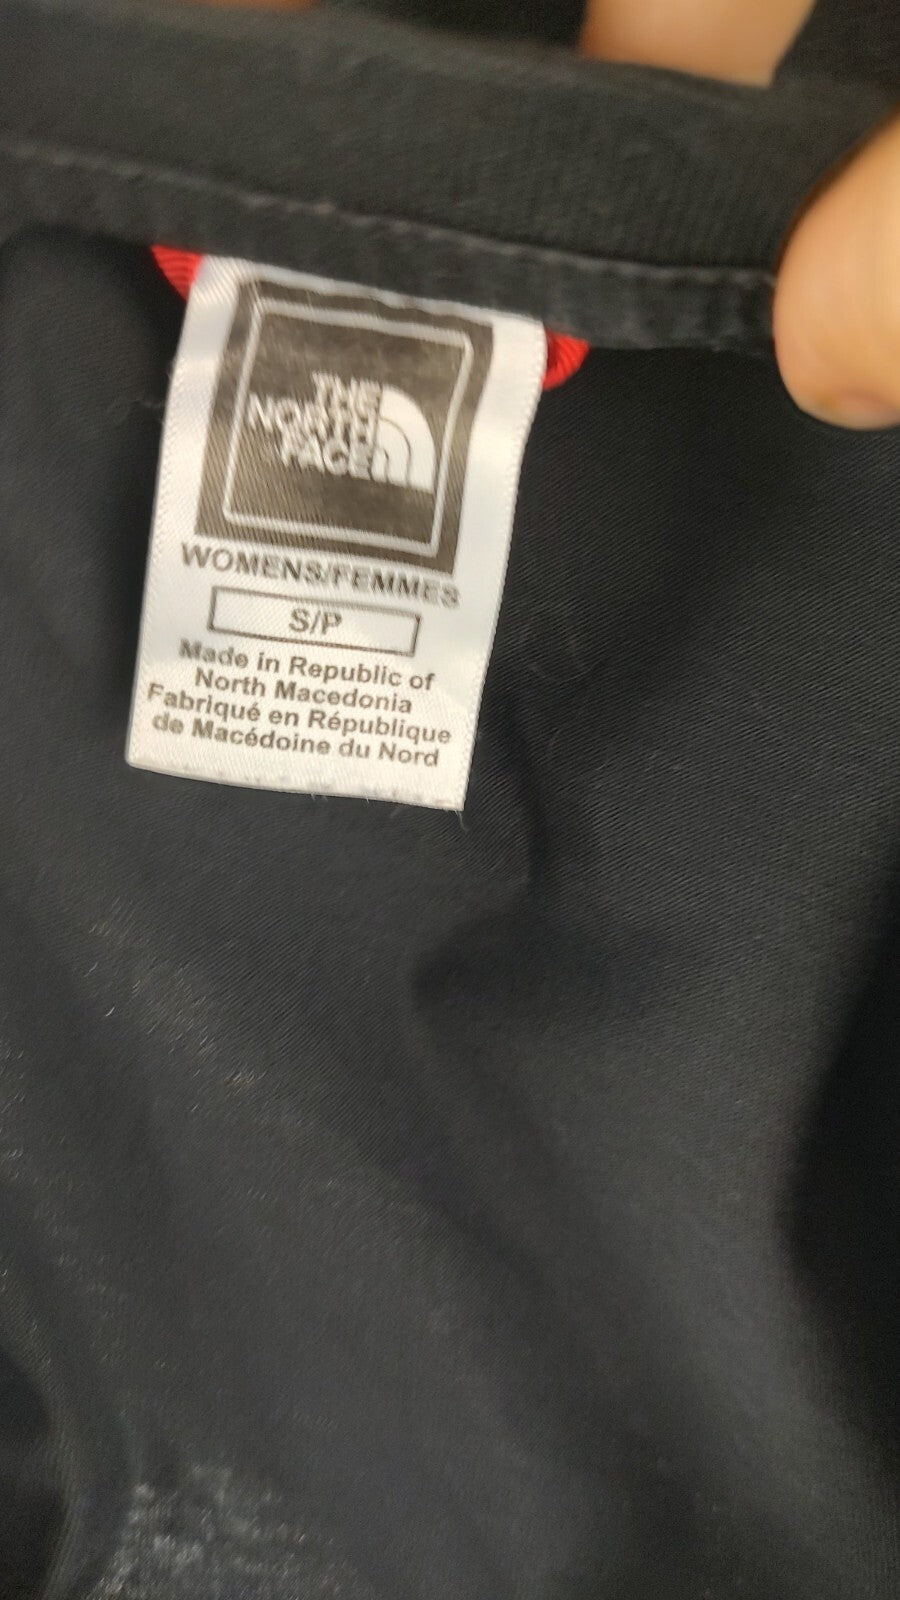 THE
NORTH
FACE
WOMENS/FEMMES
S/P
Made in Republic of
North Macedonia
Fabriqué en République
de Macédoine du Nord